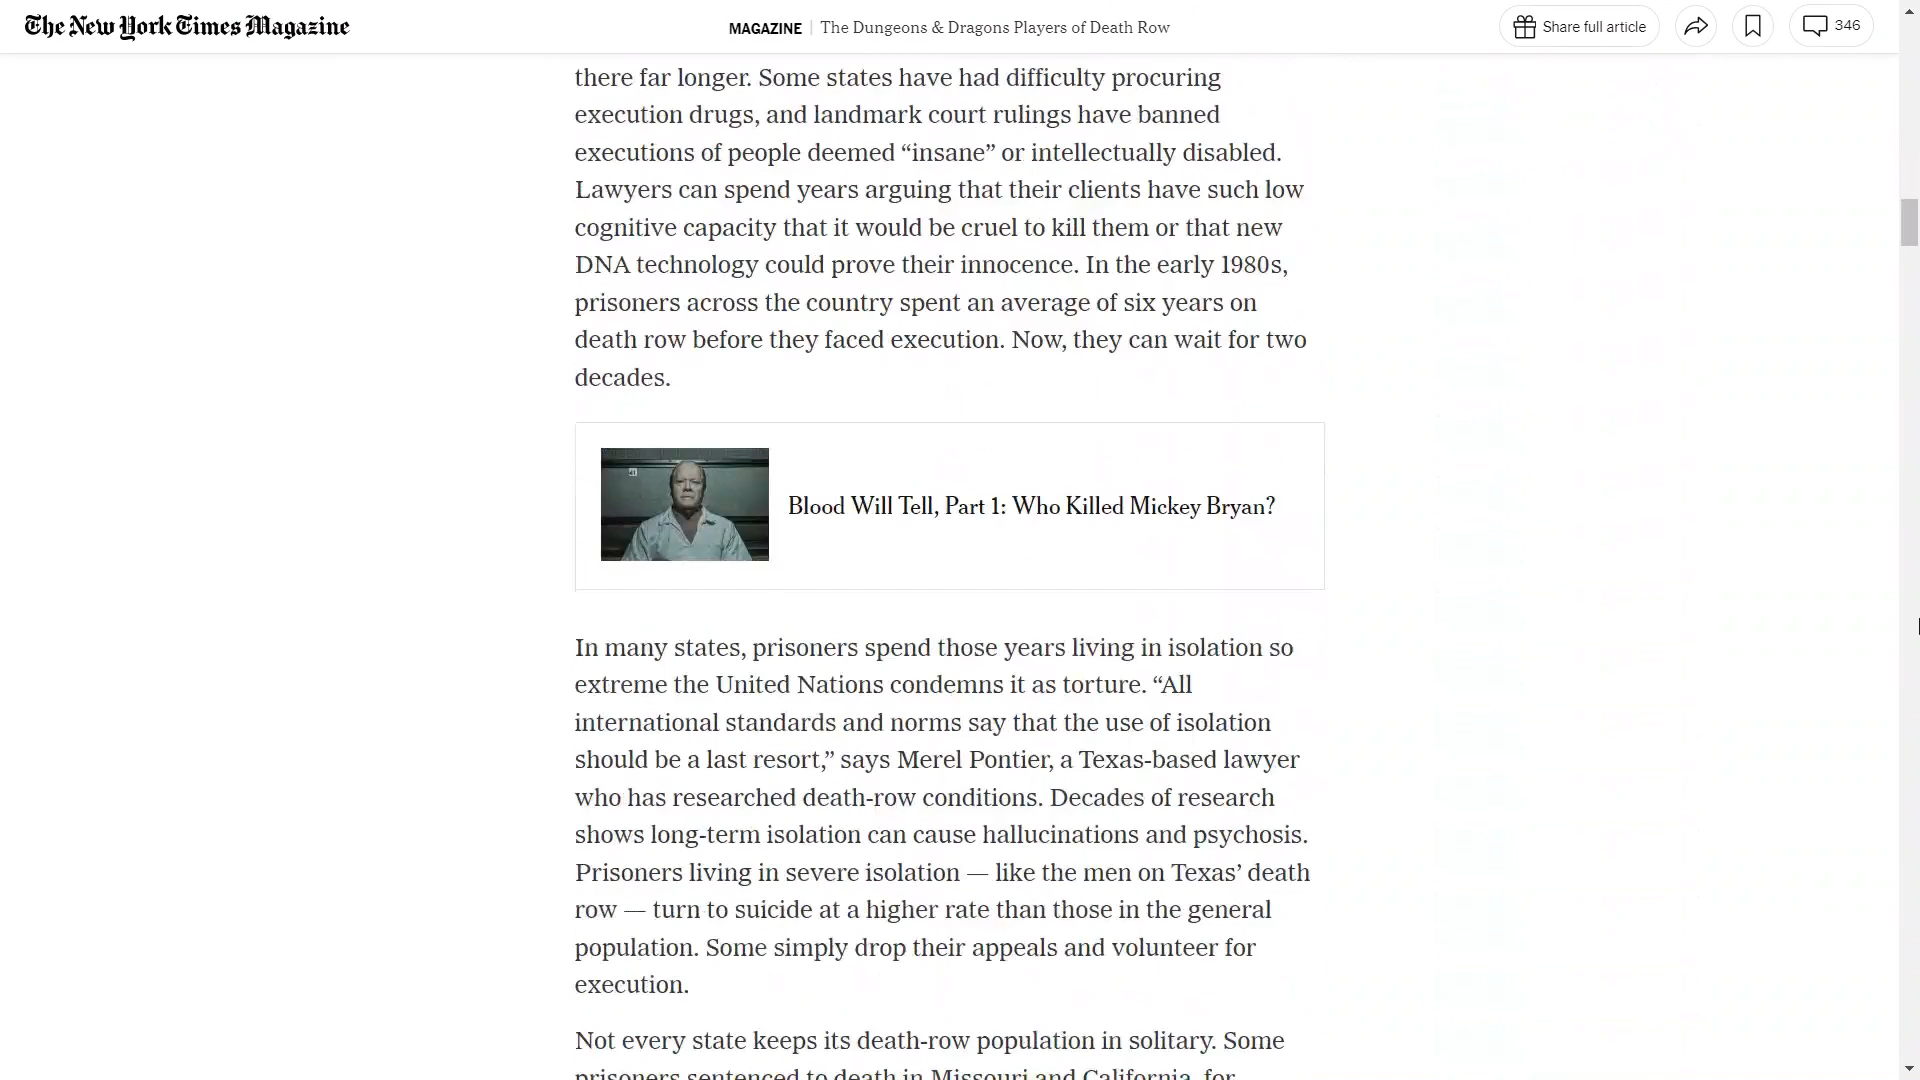 The New York Times Magazine
MAGAZINE | The Dungeons & Dragons Players of Death Row
Share full article
346
there far longer. Some states have had difficulty procuring
execution drugs, and landmark court rulings have banned
executions of people deemed “insane” or intellectually disabled.
Lawyers can spend years arguing that their clients have such low
cognitive capacity that it would be cruel to kill them or that new
DNA technology could prove their innocence. In the early 1980s,
prisoners across the country spent an average of six years on
death row before they faced execution. Now, they can wait for two
decades.
Blood Will Tell, Part 1: Who Killed Mickey Bryan?
In many states, prisoners spend those years living in isolation so
extreme the United Nations condemns it as torture. “All
international standards and norms say that the use of isolation
should be a last resort,” says Merel Pontier, a Texas-based lawyer
who has researched death-row conditions. Decades of research
shows long-term isolation can cause hallucinations and psychosis.
Prisoners living in severe isolation — like the men on Texas’ death
row — turn to suicide at a higher rate than those in the general
population. Some simply drop their appeals and volunteer for
execution.
Not every state keeps its death-row population in solitary. Some
prisoners sentenced to death in Missouri and California, for